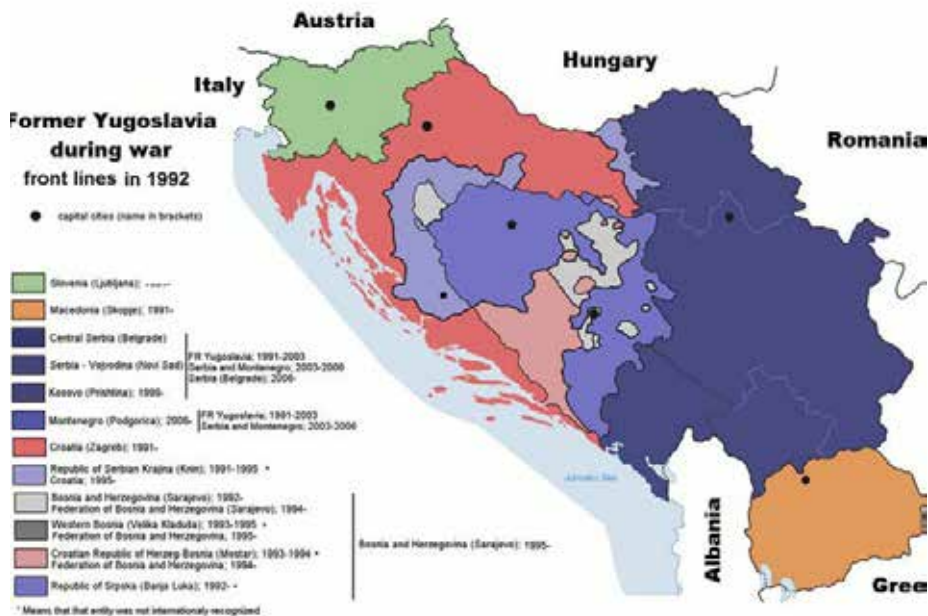 Austria
Italy
Hungary
Former Yugoslavia
during war
front lines in 1992
Romania
capital cities (name in brackets)
Slovenia (Ljubljana);
Macedonia (Skopje); 1991-
Central Serbia (Belgrade)
Serbia - Vojvodina (Novi Sad)
Kosovo (Prishtina); 1999-
FR Yugoslavia; 1991-2003
Serbia and Montenegro; 2003-2006
Serbia (Belgrade); 2006-
Montenegro (Podgorica); 2006-
FR Yugoslavia; 1991-2003
Serbia and Montenegro; 2003-2006
Croatia (Zagreb); 1991-
Republic of Serbian Krajina (Knin); 1991-1995 *
Croatia; 1995-
Bosnia and Herzegovina (Sarajevo); 1992-
Federation of Bosnia and Herzegovina (Sarajevo); 1994-
Western Bosnia (Velika Kladuša); 1993-1995 *
Federation of Bosnia and Herzegovina; 1995-
Croatian Republic of Herzeg-Bosnia (Mostar); 1993-1994 *
Federation of Bosnia and Herzegovina; 1994-
Republic of Srpska (Banja Luka); 1992- *
Bosnia and Herzegovina (Sarajevo); 1995-
* Means that that entity was not internationaly recognized
Adriatic Sea
Albania
Gree